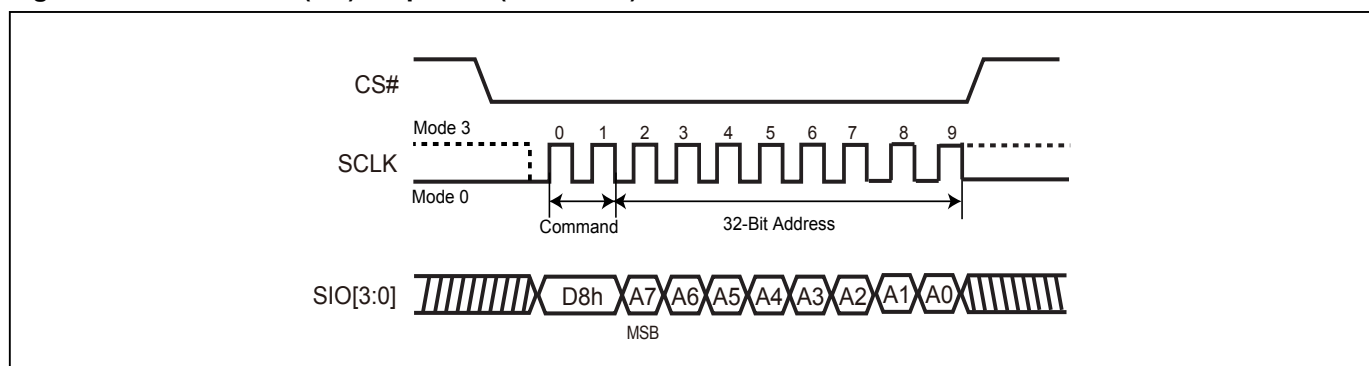 CS#
Mode 3
0 1 2 3 4 5 6 7 8 9
SCLK
Mode 0
Command
32-Bit Address
SIO[3:0]
D8h A7 A6 A5 A4 A3 A2 A1 A0
MSB